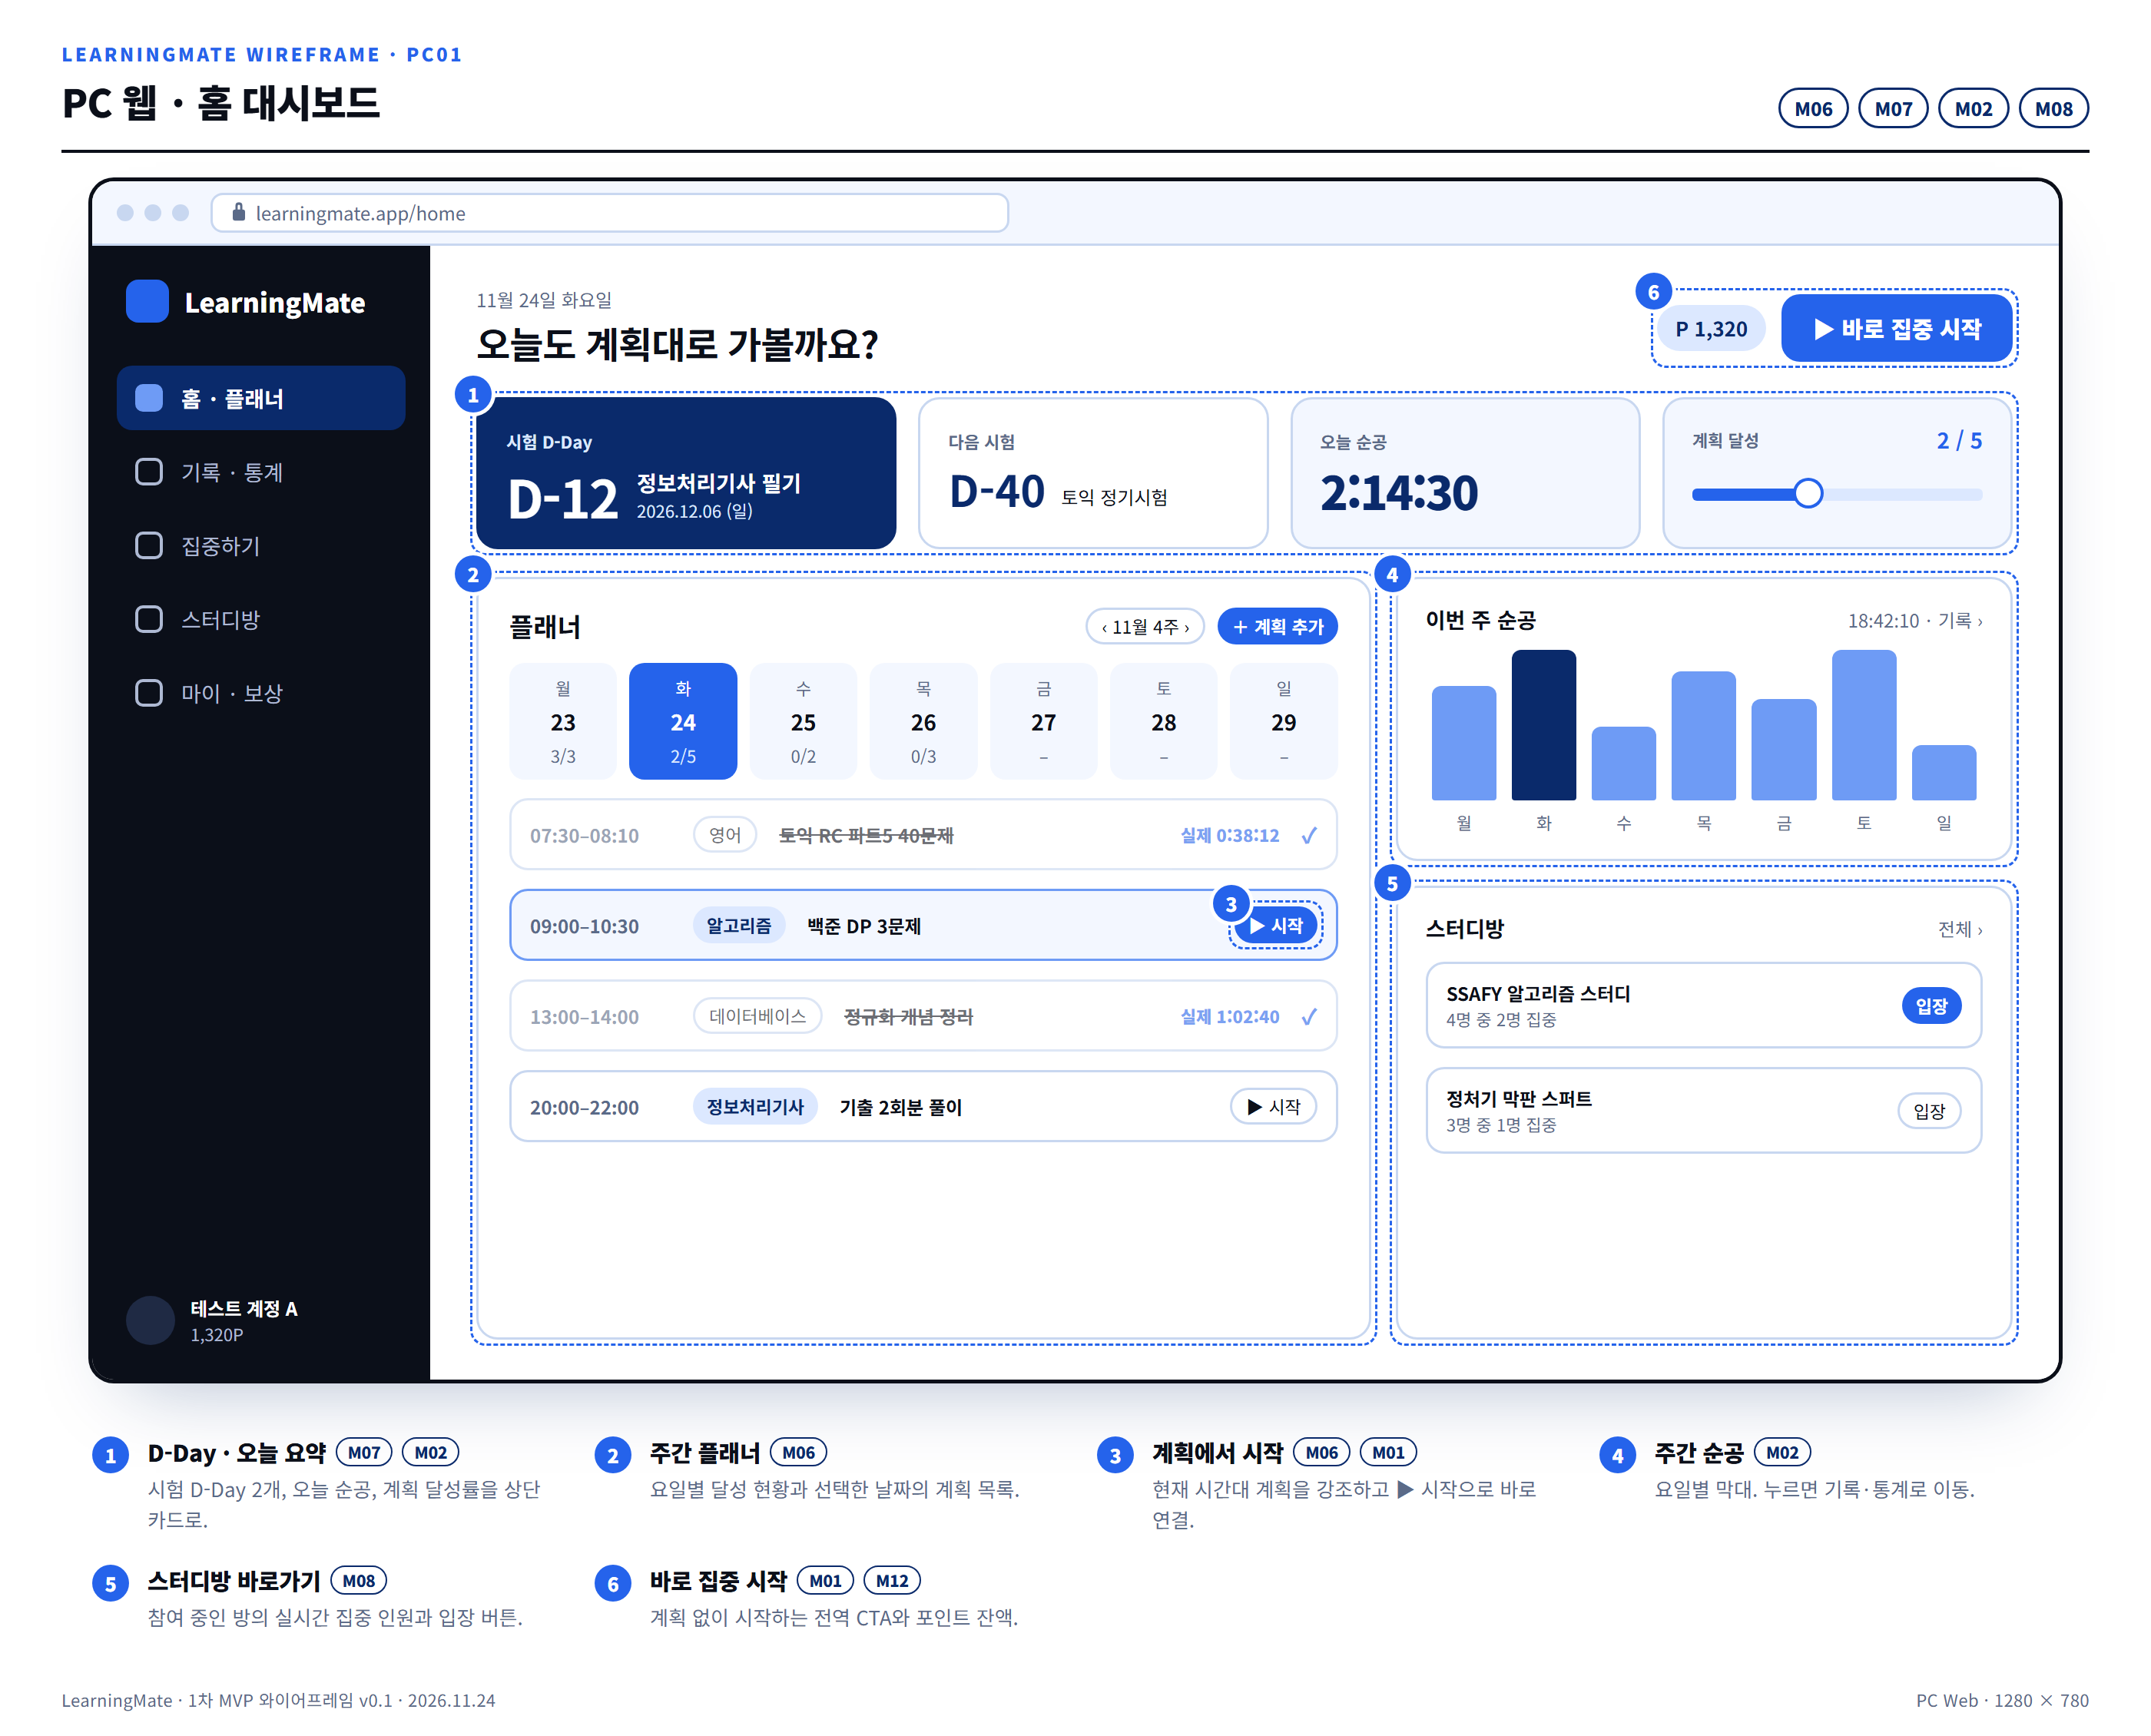 LEARNINGMATE WIREFRAME · PC01
PC 웹 · 홈 대시보드
M06 M07 M02 M08
learningmate.app/home
LearningMate
홈 · 플래너
기록 · 통계
집중하기
스터디방
마이 · 보상
테스트 계정 A
1,320P
11월 24일 화요일
오늘도 계획대로 가볼까요?
6
P 1,320
▶ 바로 집중 시작
1
시험 D-Day
D-12 정보처리기사 필기
2026.12.06 (일)
다음 시험
D-40 토익 정기시험
오늘 순공
2:14:30
계획 달성 2 / 5
2
플래너 ‹ 11월 4주 › + 계획 추가
월 화 수 목 금 토 일
23 24 25 26 27 28 29
3/3 2/5 0/2 0/3 – – –
07:30–08:10 영어 토익 RC 파트5 40문제 실제 0:38:12 ✓
3
09:00–10:30 알고리즘 백준 DP 3문제 ▶ 시작
13:00–14:00 데이터베이스 정규화 개념 정리 실제 1:02:40 ✓
20:00–22:00 정보처리기사 기출 2회분 풀이 ▶ 시작
4
이번 주 순공 18:42:10 · 기록 ›
월 화 수 목 금 토 일
5
스터디방 전체 ›
SSAFY 알고리즘 스터디
4명 중 2명 집중
입장
정처기 막판 스퍼트
3명 중 1명 집중
입장
1 D-Day · 오늘 요약 M07 M02
시험 D-Day 2개, 오늘 순공, 계획 달성률을 상단
카드로.
2 주간 플래너 M06
요일별 달성 현황과 선택한 날짜의 계획 목록.
3 계획에서 시작 M06 M01
현재 시간대 계획을 강조하고 ▶ 시작으로 바로
연결.
4 주간 순공 M02
요일별 막대. 누르면 기록·통계로 이동.
5 스터디방 바로가기 M08
참여 중인 방의 실시간 집중 인원과 입장 버튼.
6 바로 집중 시작 M01 M12
계획 없이 시작하는 전역 CTA와 포인트 잔액.
LearningMate · 1차 MVP 와이어프레임 v0.1 · 2026.11.24
PC Web · 1280 × 780